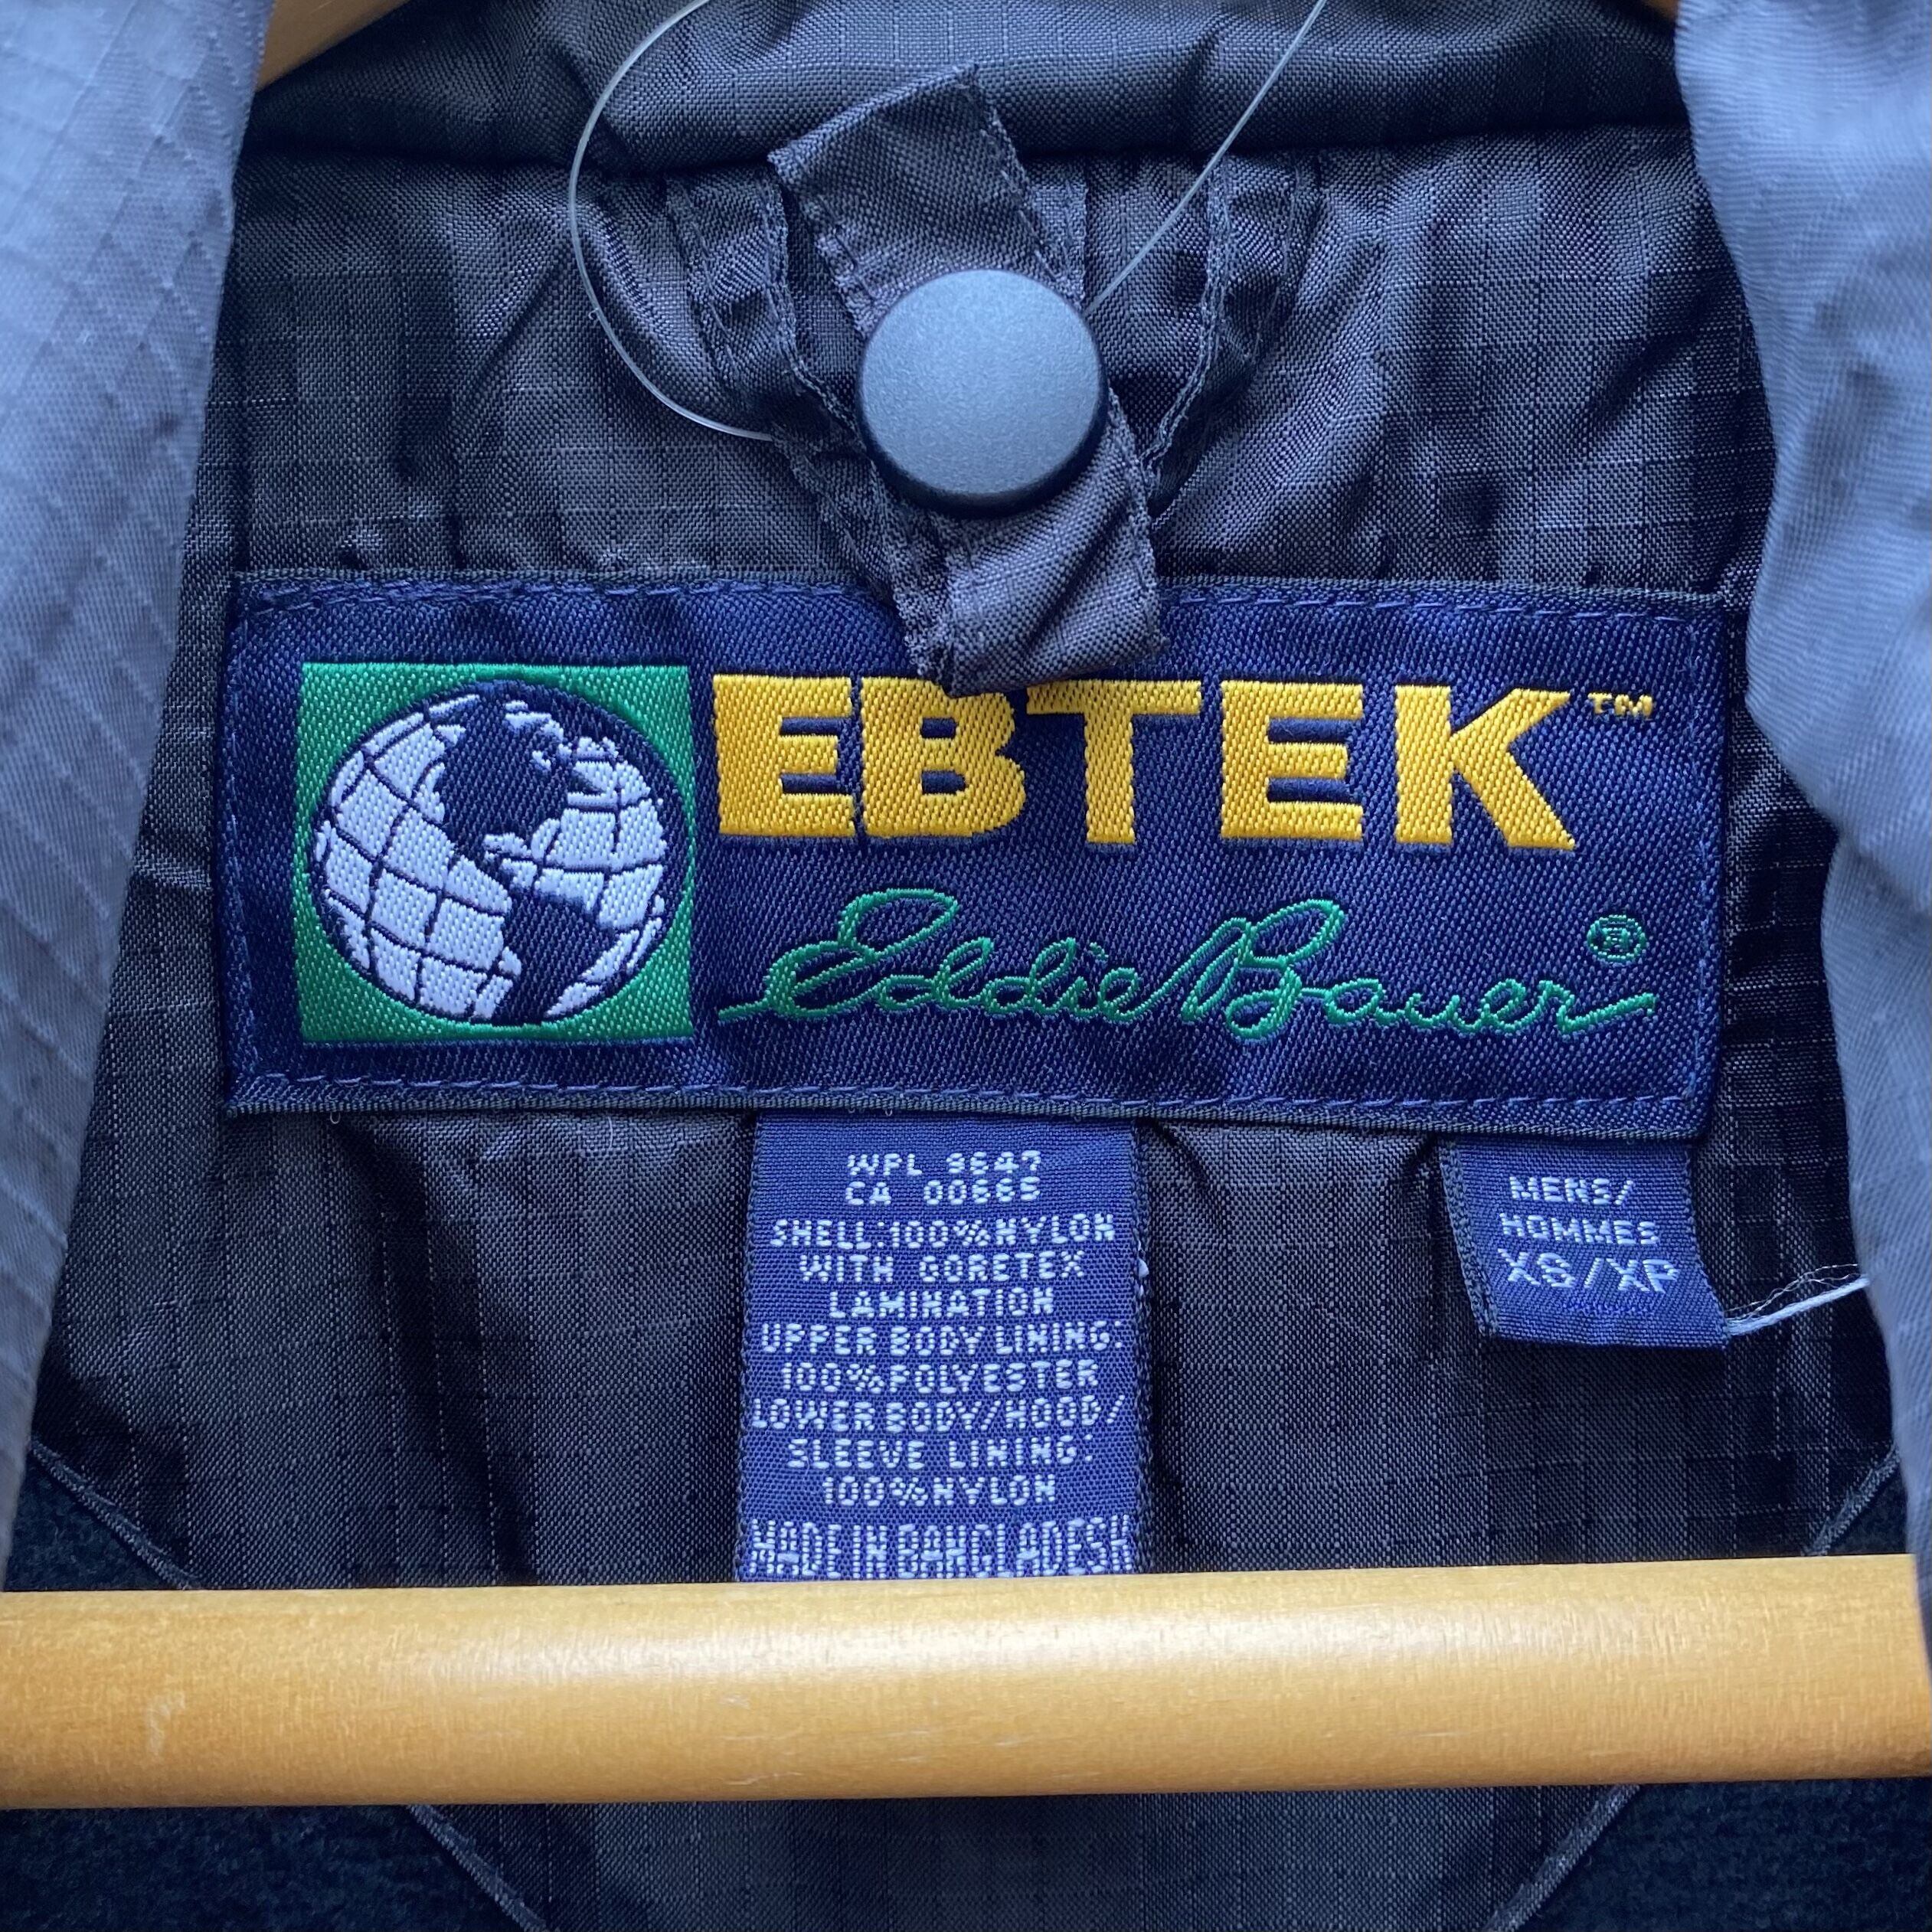 EBTEK™
Eddie Bauer®
WPL 9647
CA 00665
SHELL:100%NYLON
WITH GORETEX
LAMINATION
UPPER BODY LINING:
100%POLYESTER
LOWER BODY/HOOD/
SLEEVE LINING:
100%NYLON
MADE IN BANGLADESH
MENS/
HOMMES
XS/XP